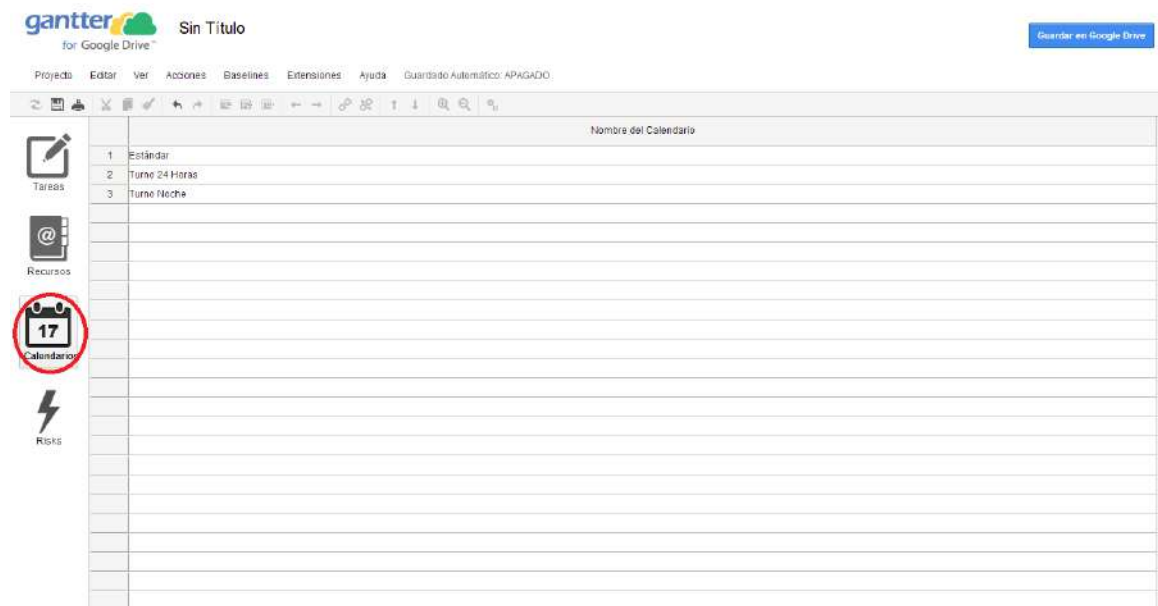 gantter
for Google Drive™
Sin Título
Guardar en Google Drive
Proyecto Editar Ver Acciones Baselines Extensiones Ayuda Guardado Automático: APAGADO
Nombre del Calendario
1 Estándar
2 Turno 24 Horas
3 Turno Noche
Tareas
@
Recursos
17
Calendarios
Risks